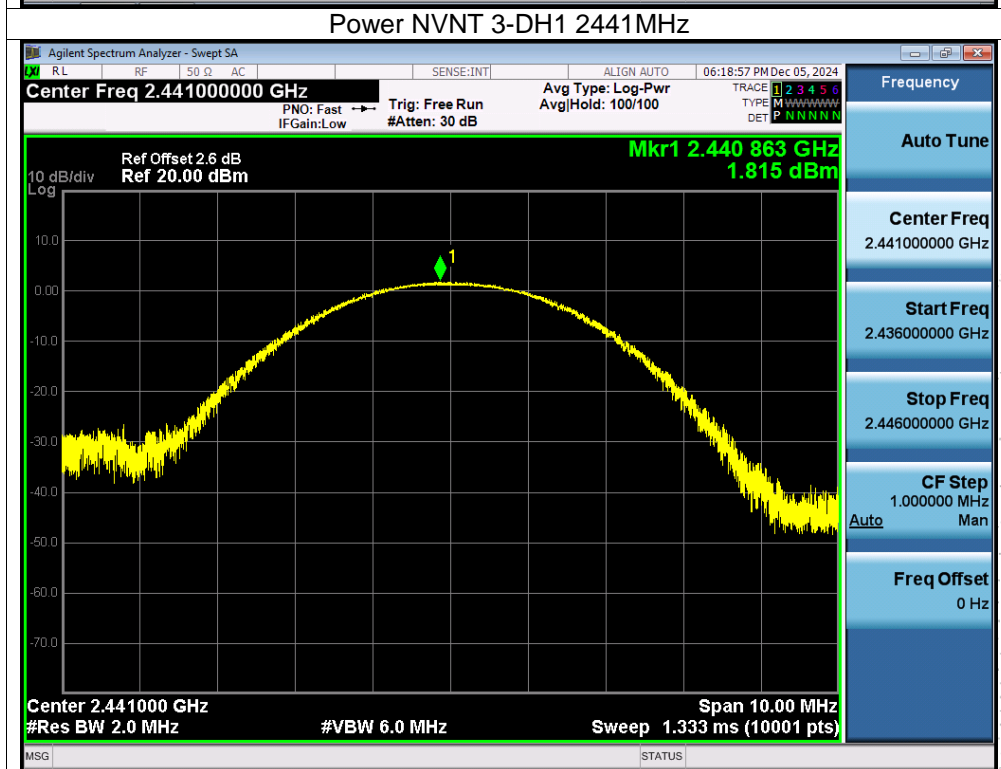 Power NVNT 3-DH1 2441MHz
Agilent Spectrum Analyzer - Swept SA
LXI RL RF 50 Ω AC SENSE:INT ALIGN AUTO 06:18:57 PM Dec 05, 2024
Center Freq 2.441000000 GHz
PNO: Fast
IFGain:Low
Trig: Free Run
#Atten: 30 dB
Avg Type: Log-Pwr
Avg|Hold: 100/100
TRACE 1 2 3 4 5 6
TYPE M WWWWW
DET P N N N N N
Frequency
Auto Tune
Center Freq
2.441000000 GHz
Start Freq
2.436000000 GHz
Stop Freq
2.446000000 GHz
CF Step
1.000000 MHz
Auto Man
Freq Offset
0 Hz
Mkr1 2.440 863 GHz
1.815 dBm
Ref Offset 2.6 dB
10 dB/div Ref 20.00 dBm
Log
10.0
1
0.00
-10.0
-20.0
-30.0
-40.0
-50.0
-60.0
-70.0
Center 2.441000 GHz Span 10.00 MHz
#Res BW 2.0 MHz #VBW 6.0 MHz Sweep 1.333 ms (10001 pts)
MSG STATUS